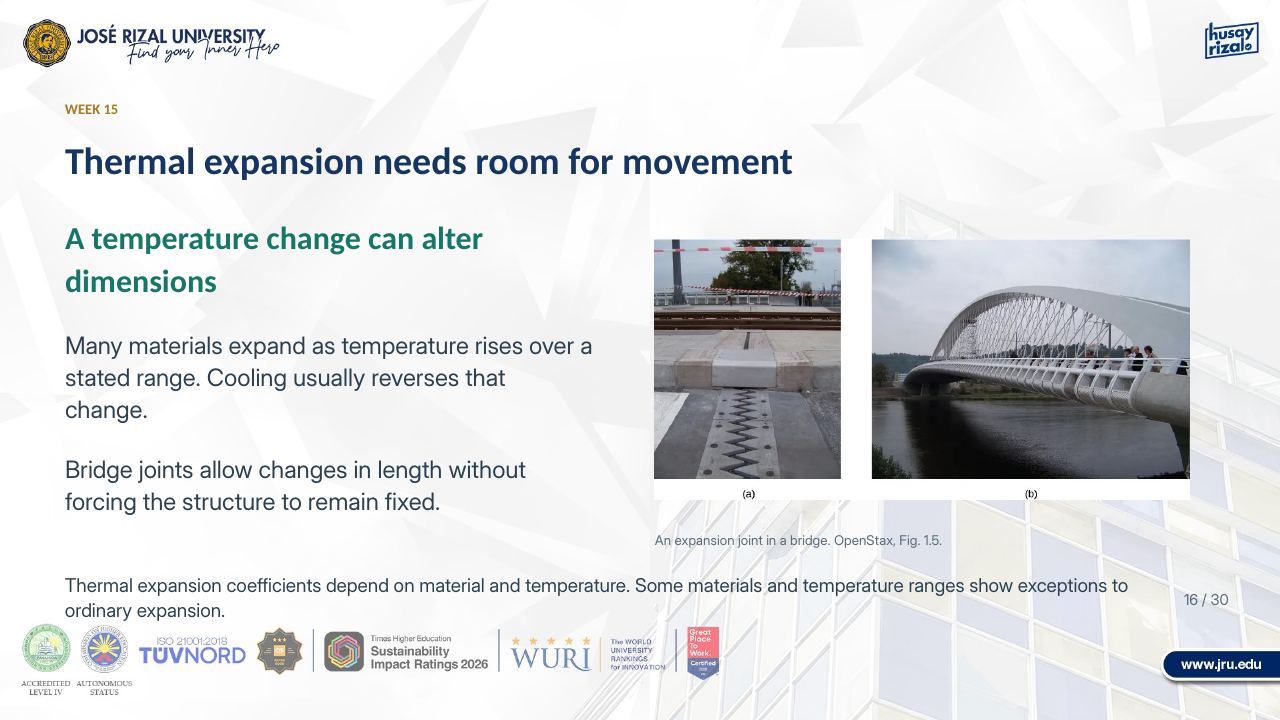 JOSÉ RIZAL UNIVERSITY
Find your Inner Hero
husay
rizal
WEEK 15
Thermal expansion needs room for movement
A temperature change can alter
dimensions
Many materials expand as temperature rises over a
stated range. Cooling usually reverses that
change.
Bridge joints allow changes in length without
forcing the structure to remain fixed.
(a)
(b)
An expansion joint in a bridge. OpenStax, Fig. 1.5.
Thermal expansion coefficients depend on material and temperature. Some materials and temperature ranges show exceptions to
ordinary expansion.
16 / 30
ACCREDITED
LEVEL IV
AUTONOMOUS
STATUS
ISO 21001:2018
TÜVNORD
Times Higher Education
Sustainability
Impact Ratings 2026
WURI
The WORLD
UNIVERSITY
RANKINGS
for INNOVATION
Great
Place
To
Work.
Certified
www.jru.edu